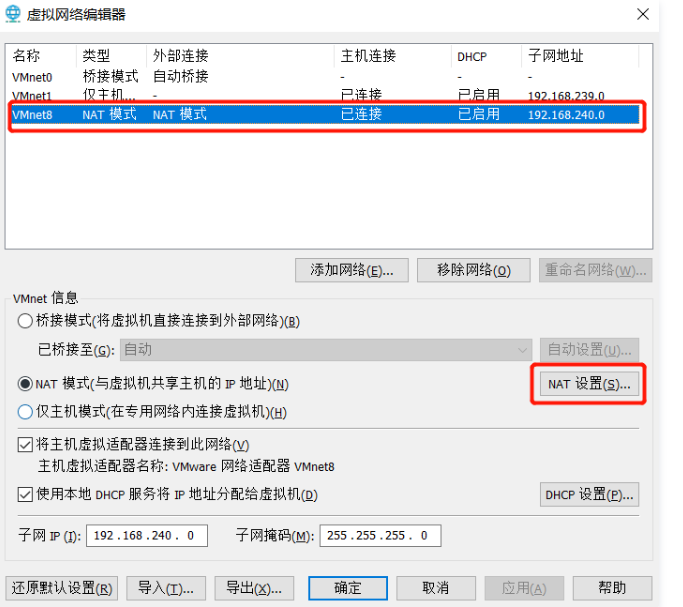 虚拟网络编辑器
名称 类型 外部连接 主机连接 DHCP 子网地址
VMnet0 桥接模式 自动桥接 - - -
VMnet1 仅主机... - 已连接 已启用 192.168.239.0
VMnet8 NAT 模式 NAT 模式 已连接 已启用 192.168.240.0
添加网络(E)... 移除网络(O) 重命名网络(W)...
VMnet 信息
桥接模式(将虚拟机直接连接到外部网络)(B)
已桥接至(G): 自动 自动设置(U)...
NAT 模式(与虚拟机共享主机的 IP 地址)(N) NAT 设置(S)...
仅主机模式(在专用网络内连接虚拟机)(H)
将主机虚拟适配器连接到此网络(V)
主机虚拟适配器名称: VMware 网络适配器 VMnet8
使用本地 DHCP 服务将 IP 地址分配给虚拟机(D) DHCP 设置(P)...
子网 IP (I): 192.168.240. 0 子网掩码(M): 255.255.255. 0
还原默认设置(R) 导入(T)... 导出(X)... 确定 取消 应用(A) 帮助